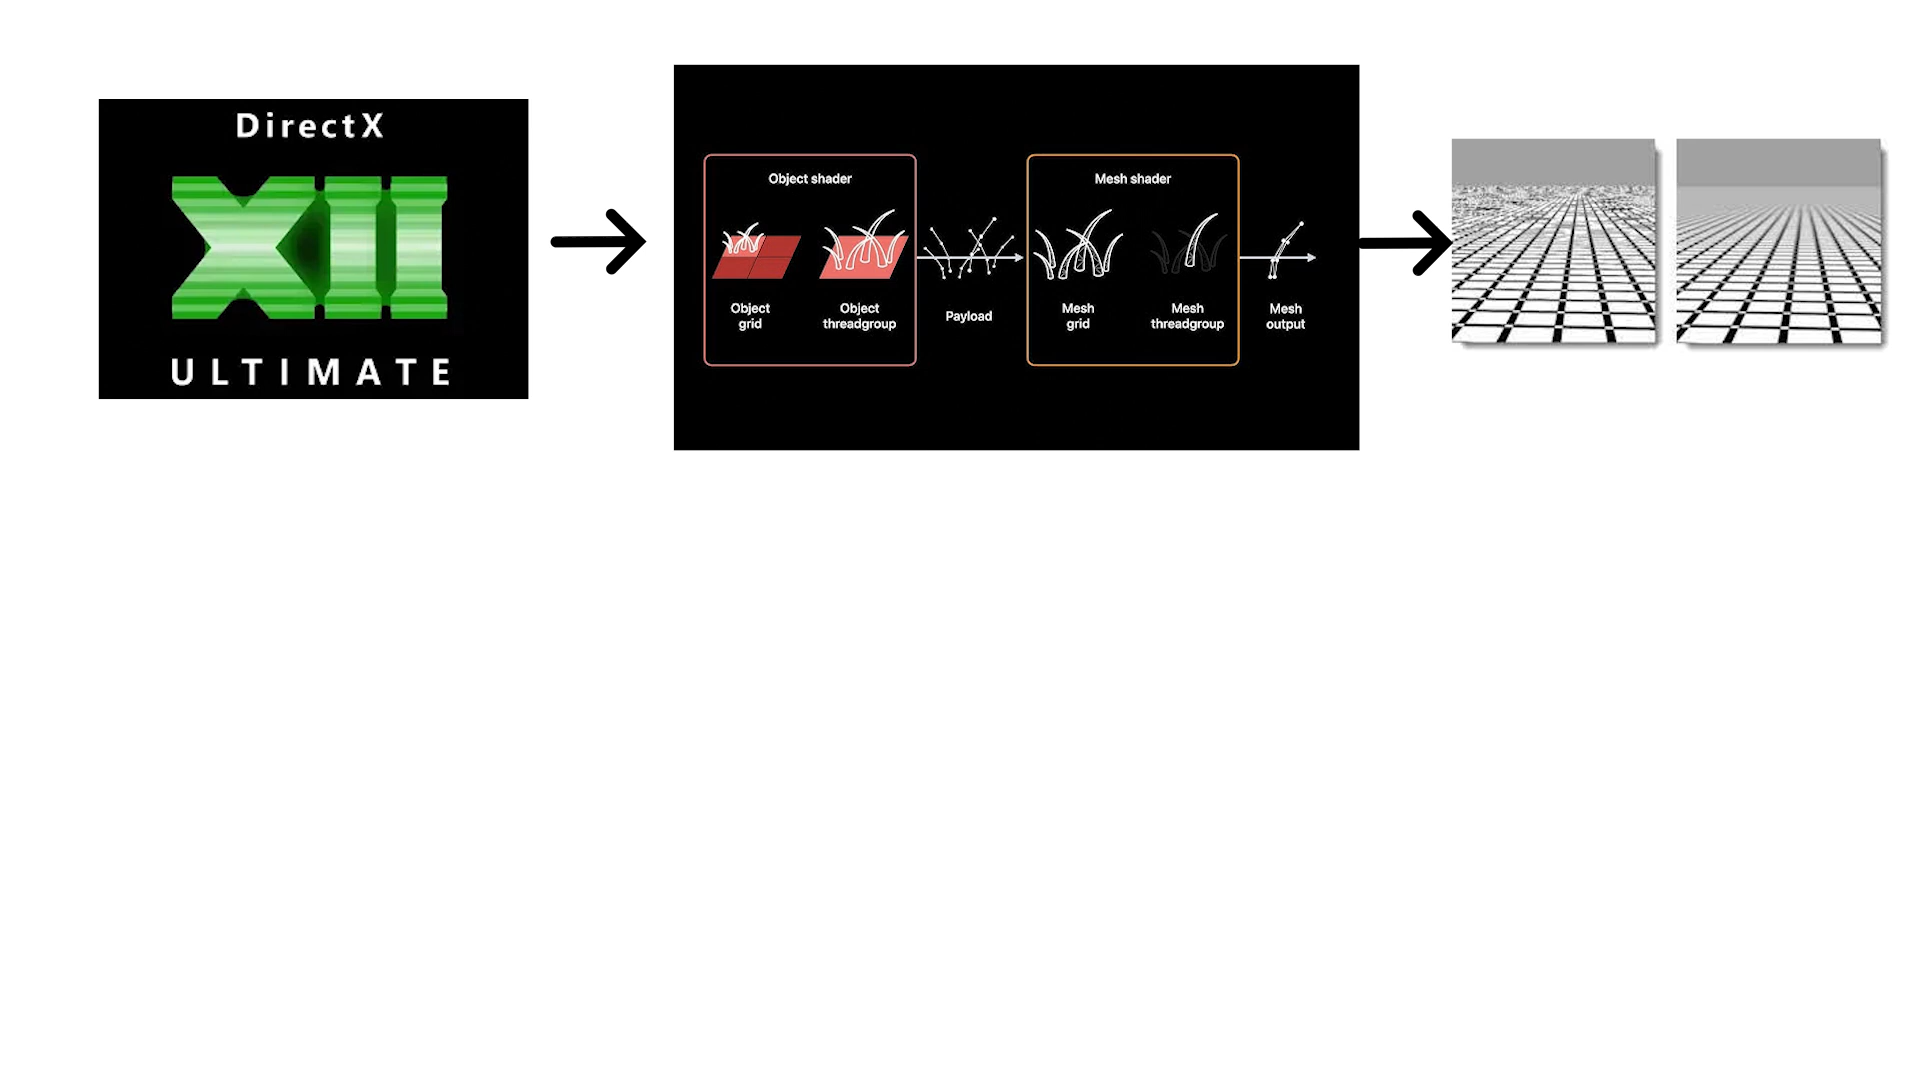 DirectX
XII
ULTIMATE
Object shader
Object
grid
Object
threadgroup
Payload
Mesh shader
Mesh
grid
Mesh
threadgroup
Mesh
output